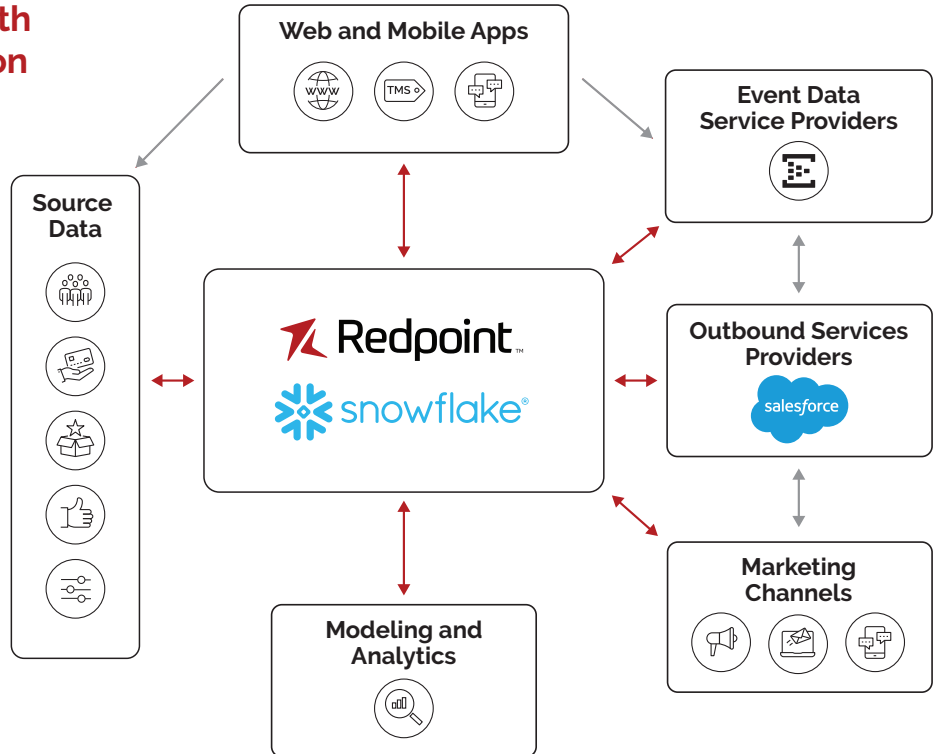 th
on
Web and Mobile Apps
www
TMS
Event Data
Service Providers
Source
Data
Redpoint™
snowflake®
Outbound Services
Providers
salesforce
Marketing
Channels
Modeling and
Analytics